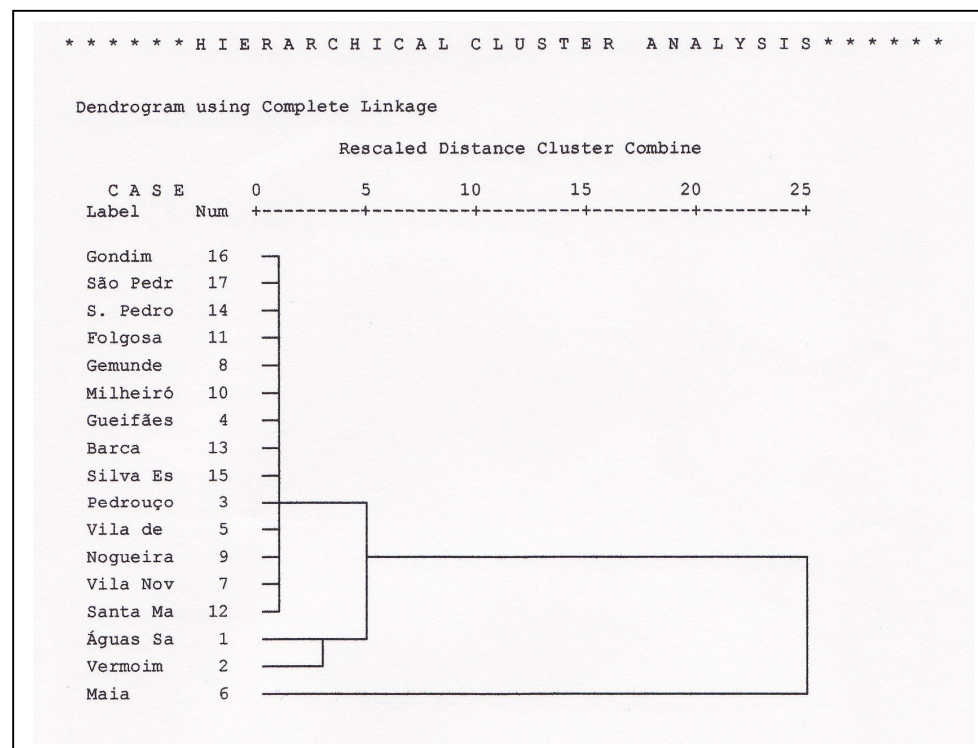 * * * * * * H I E R A R C H I C A L  C L U S T E R   A N A L Y S I S * * * * * *
Dendrogram using Complete Linkage
Rescaled Distance Cluster Combine
C A S E 0 5 10 15 20 25
Label Num +---------+---------+---------+---------+---------+
Gondim 16
São Pedr 17
S. Pedro 14
Folgosa 11
Gemunde 8
Milheiró 10
Gueifães 4
Barca 13
Silva Es 15
Pedrouço 3
Vila de 5
Nogueira 9
Vila Nov 7
Santa Ma 12
Águas Sa 1
Vermoim 2
Maia 6